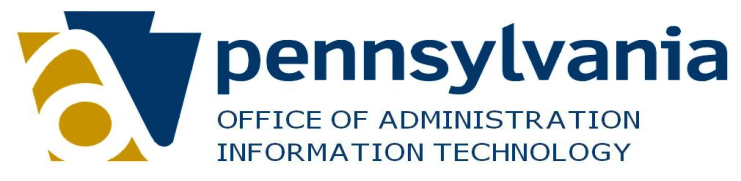 pennsylvania
OFFICE OF ADMINISTRATION
INFORMATION TECHNOLOGY